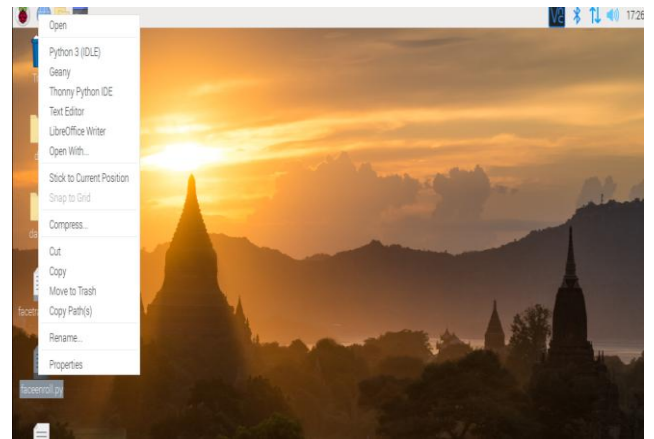 17:26
Open
Python 3 (IDLE)
Geany
Thonny Python IDE
Text Editor
LibreOffice Writer
Open With...
Stick to Current Position
Snap to Grid
Compress...
Cut
Copy
Move to Trash
Copy Path(s)
Rename...
Properties
faceenroll.py